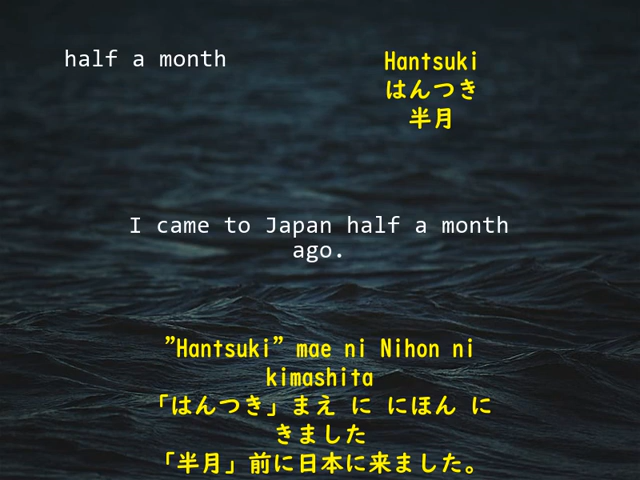 half a month
Hantsuki
はんつき
半月
I came to Japan half a month
ago.
”Hantsuki” mae ni Nihon ni
kimashita
「はんつき」まえ に にほん に
きました
「半月」前に日本に来ました。